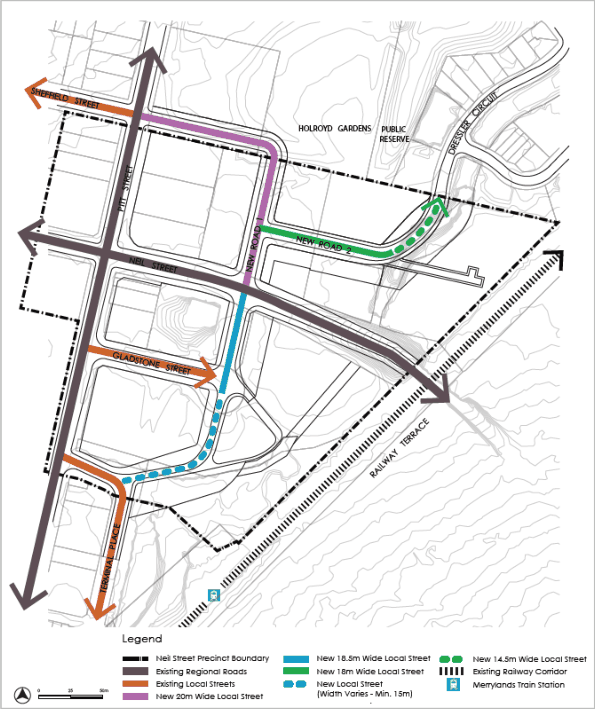 SHEFFIELD STREET
HOLROYD GARDENS PUBLIC
RESERVE
DRESSLER CIRCUIT
PITT STREET
NEW ROAD 1
NEW ROAD 2
NEIL STREET
GLADSTONE STREET
RAILWAY TERRACE
TERMINAL PLACE
Legend
Neil Street Precinct Boundary
Existing Regional Roads
Existing Local Streets
New 20m Wide Local Street
New 18.5m Wide Local Street
New 18m Wide Local Street
New Local Street
(Width Varies - Min. 15m)
New 14.5m Wide Local Street
Existing Railway Corridor
Merrylands Train Station
0 25 50m